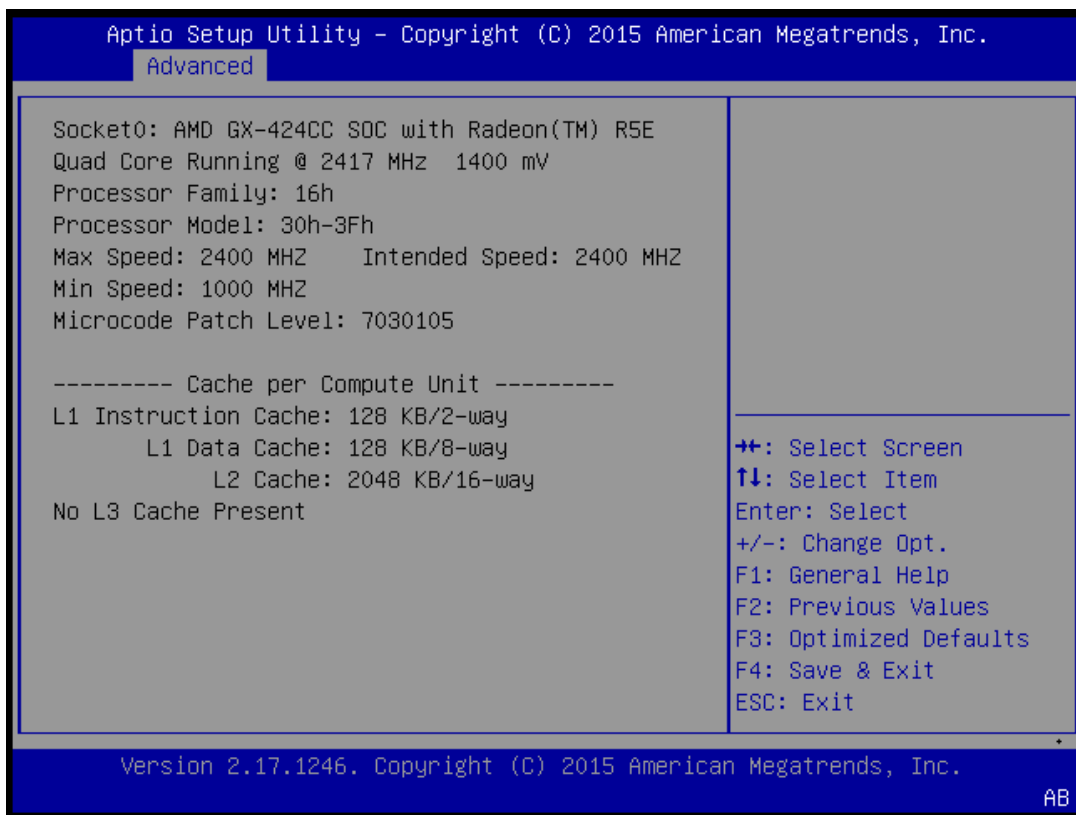 Aptio Setup Utility – Copyright (C) 2015 American Megatrends, Inc.
Advanced
Socket0: AMD GX-424CC SOC with Radeon(TM) R5E
Quad Core Running @ 2417 MHz  1400 mV
Processor Family: 16h
Processor Model: 30h-3Fh
Max Speed: 2400 MHZ    Intended Speed: 2400 MHZ
Min Speed: 1000 MHZ
Microcode Patch Level: 7030105
--------- Cache per Compute Unit ---------
L1 Instruction Cache: 128 KB/2-way
L1 Data Cache: 128 KB/8-way
L2 Cache: 2048 KB/16-way
No L3 Cache Present
→←: Select Screen
↑↓: Select Item
Enter: Select
+/-: Change Opt.
F1: General Help
F2: Previous Values
F3: Optimized Defaults
F4: Save & Exit
ESC: Exit
Version 2.17.1246. Copyright (C) 2015 American Megatrends, Inc.
AB